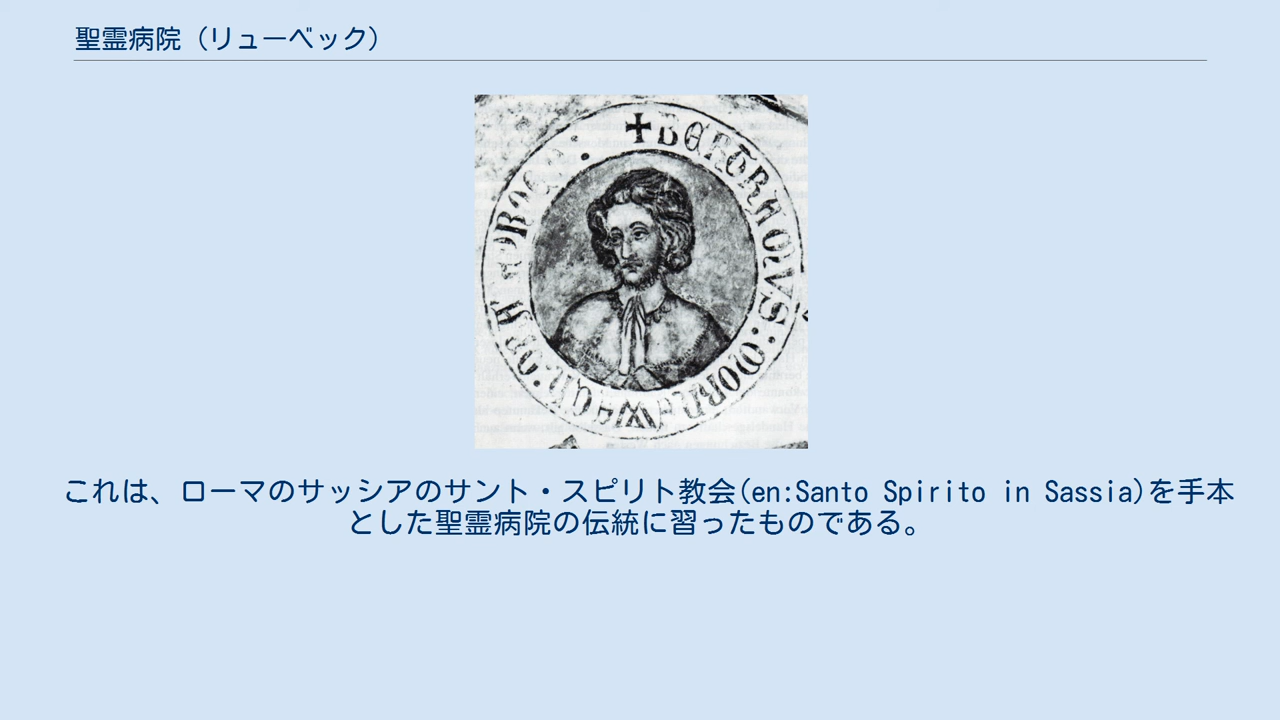 聖霊病院（リューベック）
✝BERTRAMVS:MORNEWECH
これは、ローマのサッシアのサント・スピリト教会(en:Santo Spirito in Sassia)を手本
とした聖霊病院の伝統に習ったものである。